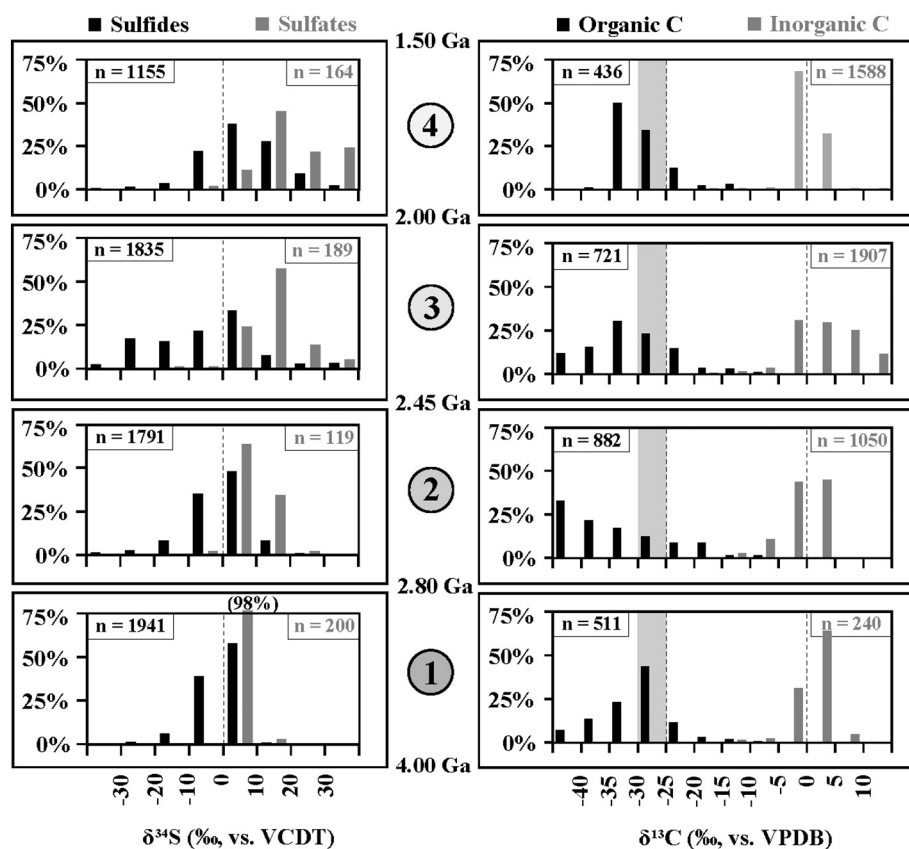 ■ Sulfides ■ Sulfates
■ Organic C ■ Inorganic C
1.50 Ga
75%
50%
25%
0%
n = 1155
n = 164
4
75%
50%
25%
0%
n = 436
n = 1588
2.00 Ga
75%
50%
25%
0%
n = 1835
n = 189
3
75%
50%
25%
0%
n = 721
n = 1907
2.45 Ga
75%
50%
25%
0%
n = 1791
n = 119
2
75%
50%
25%
0%
n = 882
n = 1050
2.80 Ga
(98%)
75%
50%
25%
0%
n = 1941
n = 200
1
75%
50%
25%
0%
n = 511
n = 240
4.00 Ga
-30 -20 -10 0 10 20 30
δ³⁴S (‰, vs. VCDT)
-40 -35 -30 -25 -20 -15 -10 -5 0 5 10
δ¹³C (‰, vs. VPDB)